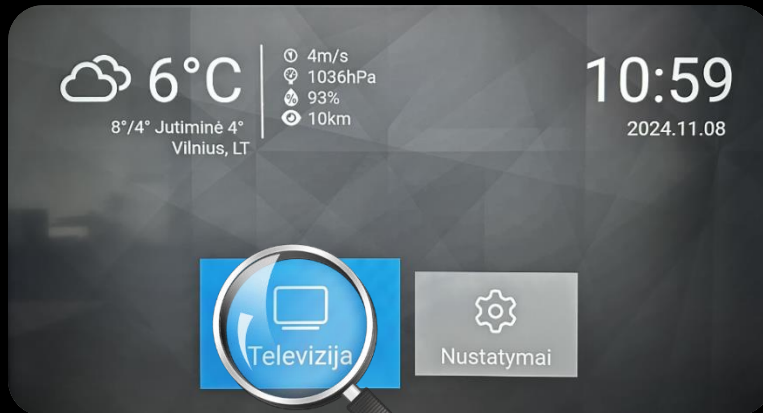 6°C
8°/4° Jutiminė 4°
Vilnius, LT
4m/s
1036hPa
93%
10km
10:59
2024.11.08
Televizija
Nustatymai